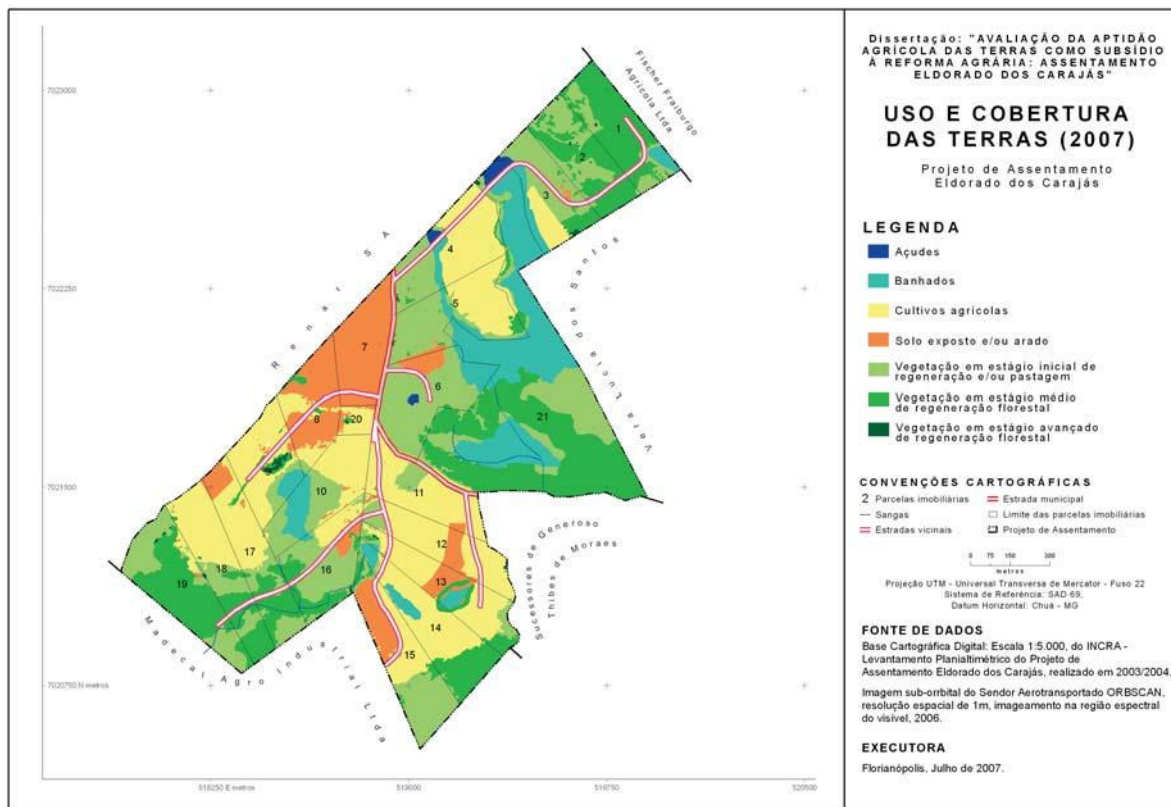 Dissertação: "AVALIAÇÃO DA APTIDÃO
AGRÍCOLA DAS TERRAS COMO SUBSÍDIO
À REFORMA AGRÁRIA: ASSENTAMENTO
ELDORADO DOS CARAJÁS"
USO E COBERTURA
DAS TERRAS (2007)
Projeto de Assentamento
Eldorado dos Carajás
LEGENDA
Açudes
Banhados
Cultivos agrícolas
Solo exposto e/ou arado
Vegetação em estágio inicial
de regeneração e/ou pastagem
Vegetação em estágio médio
de regeneração florestal
Vegetação em estágio avançado
de regeneração florestal
CONVENÇÕES CARTOGRÁFICAS
2 Parcelas imobiliárias
Estrada municipal
Sangas
Limite das parcelas imobiliárias
Estradas vicinais
Projeto de Assentamento
0 75 150 300
metros
Projeção UTM - Universal Transversa de Mercator - Fuso 22
Sistema de Referência: SAD 69,
Datum Horizontal: Chuá - MG
FONTE DE DADOS
Base Cartográfica Digital: Escala 1:5.000, do INCRA -
Levantamento Planialtimétrico do Projeto de
Assentamento Eldorado dos Carajás, realizado em 2003/2004,
Imagem sub-orrbital do Sendor Aerotransportado ORBSCAN,
resolução espacial de 1m, imageamento na região espectral
do visível, 2006.
EXECUTORA
Florianópolis, Julho de 2007.
7023000
7022250
7021500
7020750 N metros
518250 E metros
519000
519750
520500
Fischer Fraiburgo
Agrícola Ltda
Renar SA
Vera Lucia dos Santos
Sucessores de Generoso
Thibes de Moraes
Madecal Agro Industrial Ltda
1
2
3
4
5
6
7
8
20
21
10
11
12
13
14
15
16
17
18
19